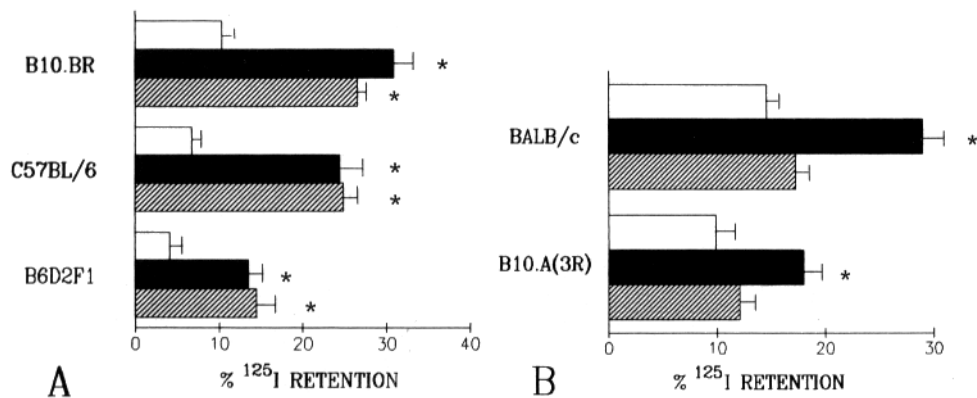 B10.BR
*
*
C57BL/6
*
*
B6D2F1
*
*
0 10 20 30 40
A % ¹²⁵I RETENTION
BALB/c
*
B10.A(3R)
*
0 10 20 30
B % ¹²⁵I RETENTION